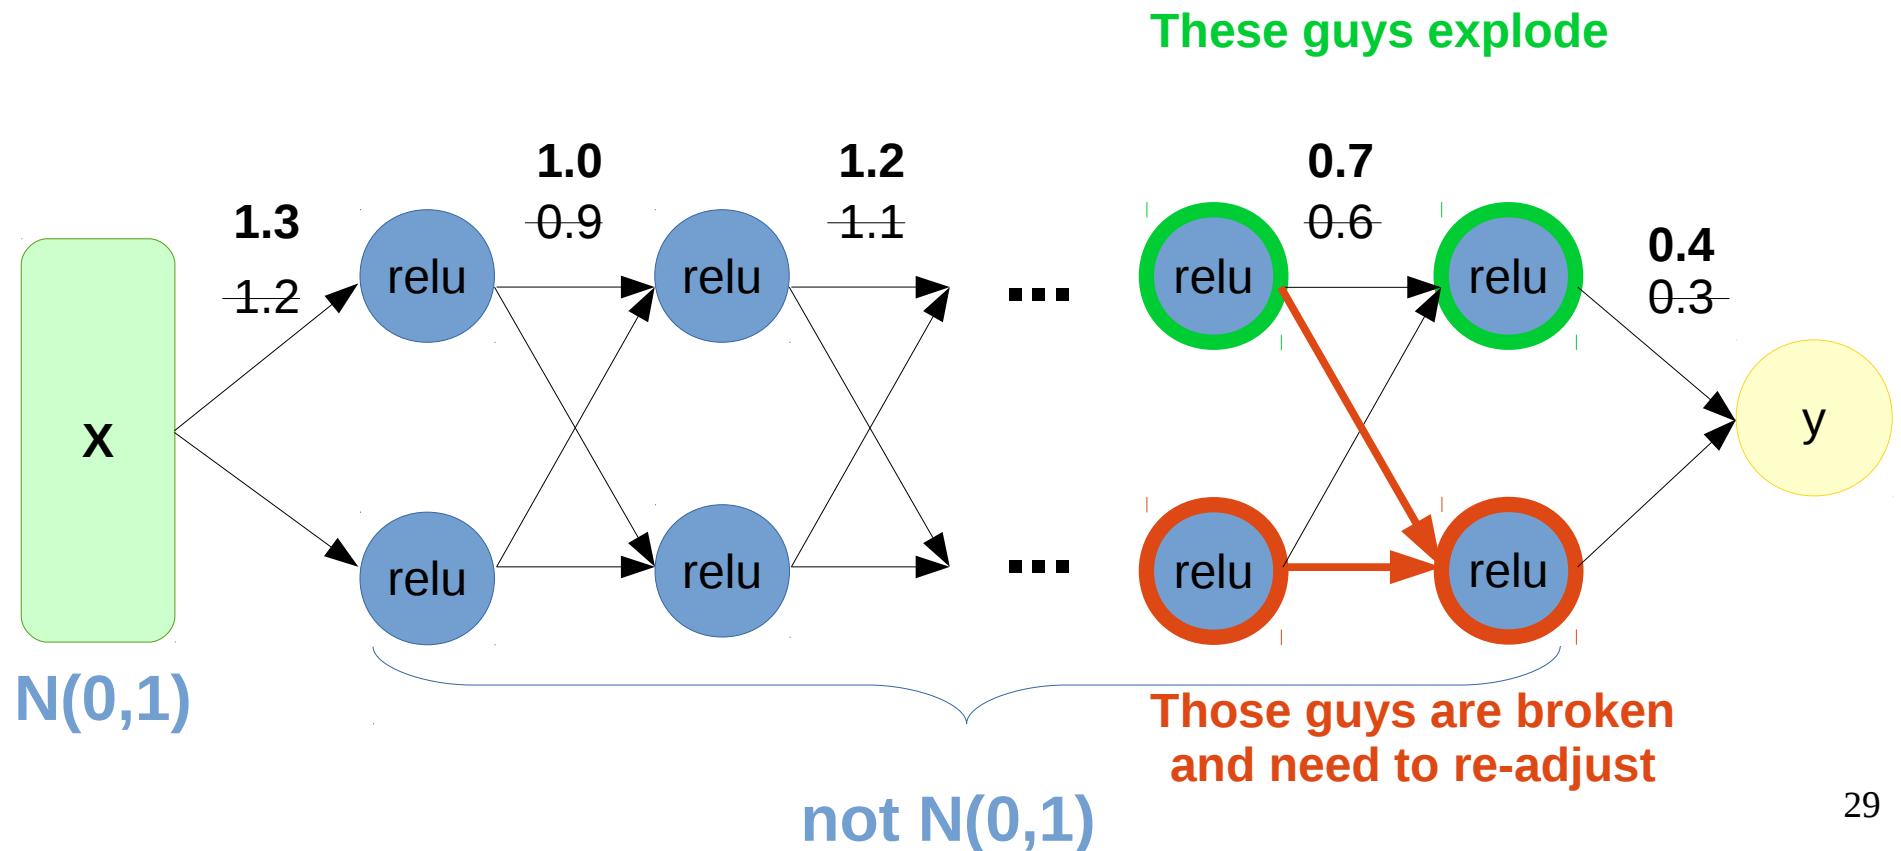 These guys explode
1.0
1.2
0.7
1.3
0.9
1.1
0.6
0.4
1.2
0.3
relu
relu
...
relu
relu
X
y
relu
relu
...
relu
relu
N(0,1)
Those guys are broken
and need to re-adjust
not N(0,1)
29